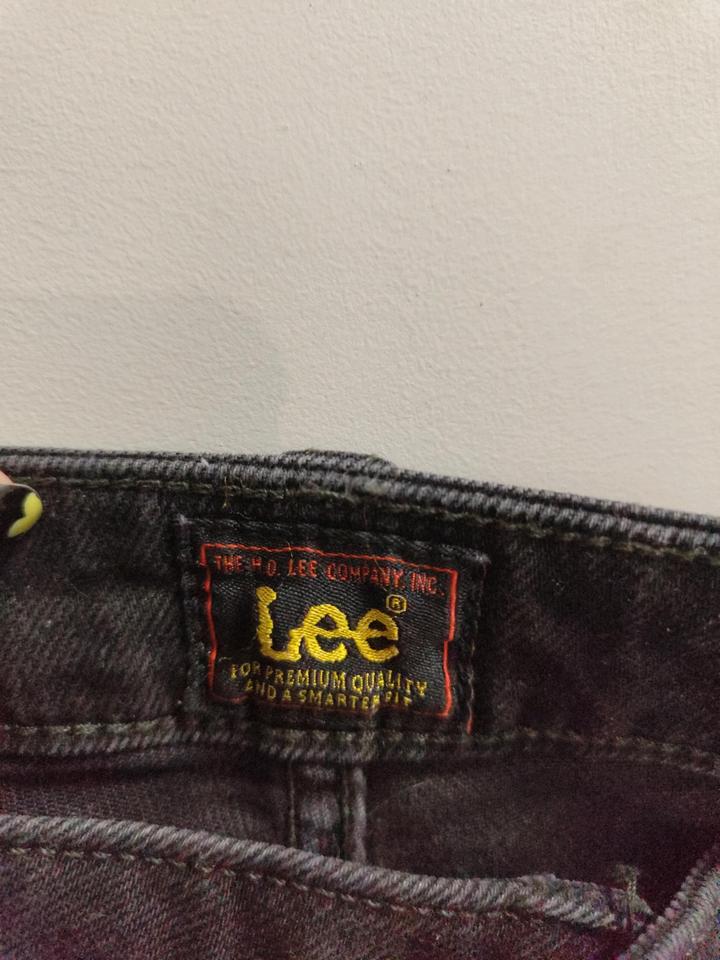 THE H.D. LEE COMPANY, INC.
Lee®
FOR PREMIUM QUALITY
AND A SMARTER FIT